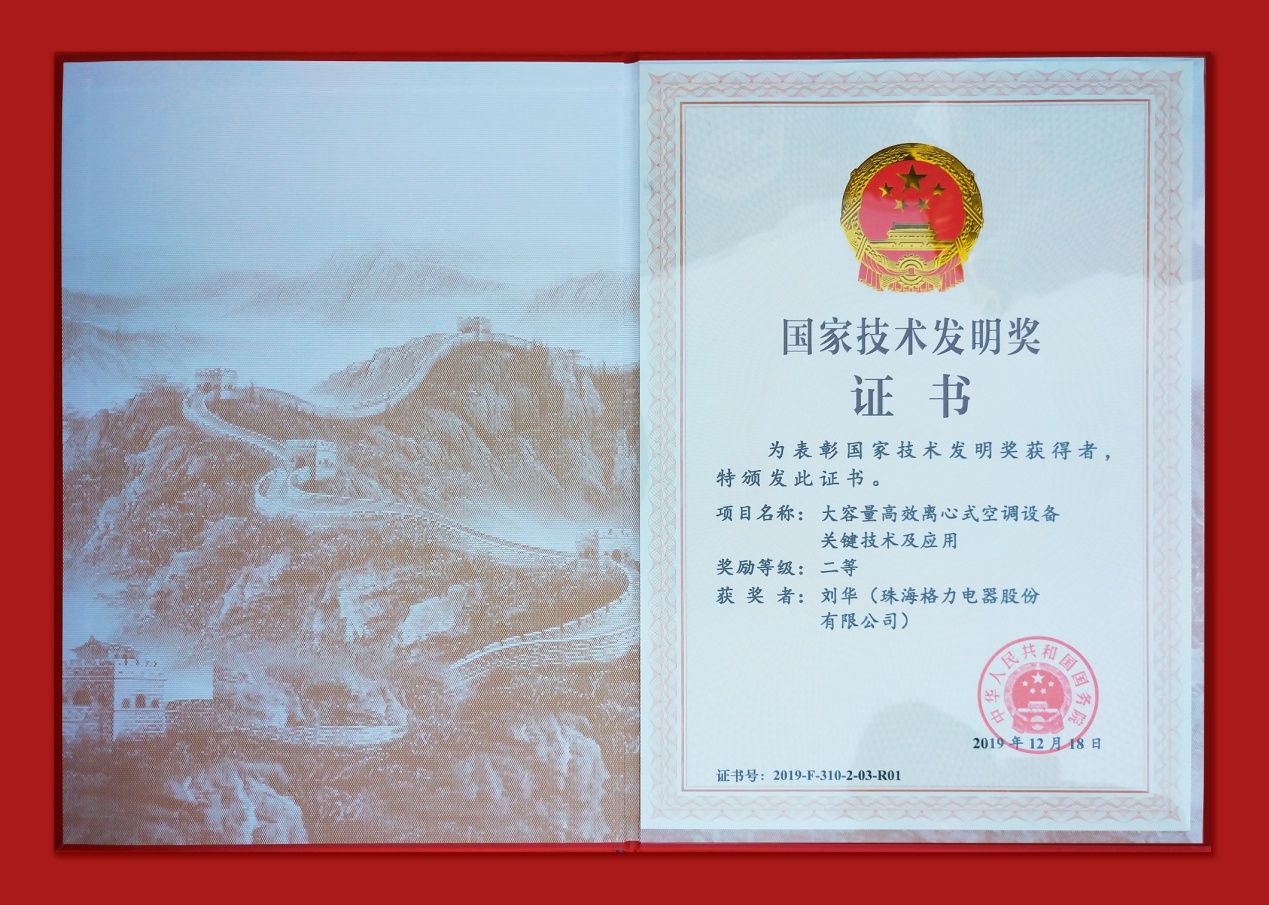 国家技术发明奖
证书
为表彰国家技术发明奖获得者，
特颁发此证书。
项目名称：大容量高效离心式空调设备
关键技术及应用
奖励等级：二等
获奖者：刘华（珠海格力电器股份
有限公司）
中华人民共和国国务院
2019年12月18日
证书号：2019-F-310-2-03-R01